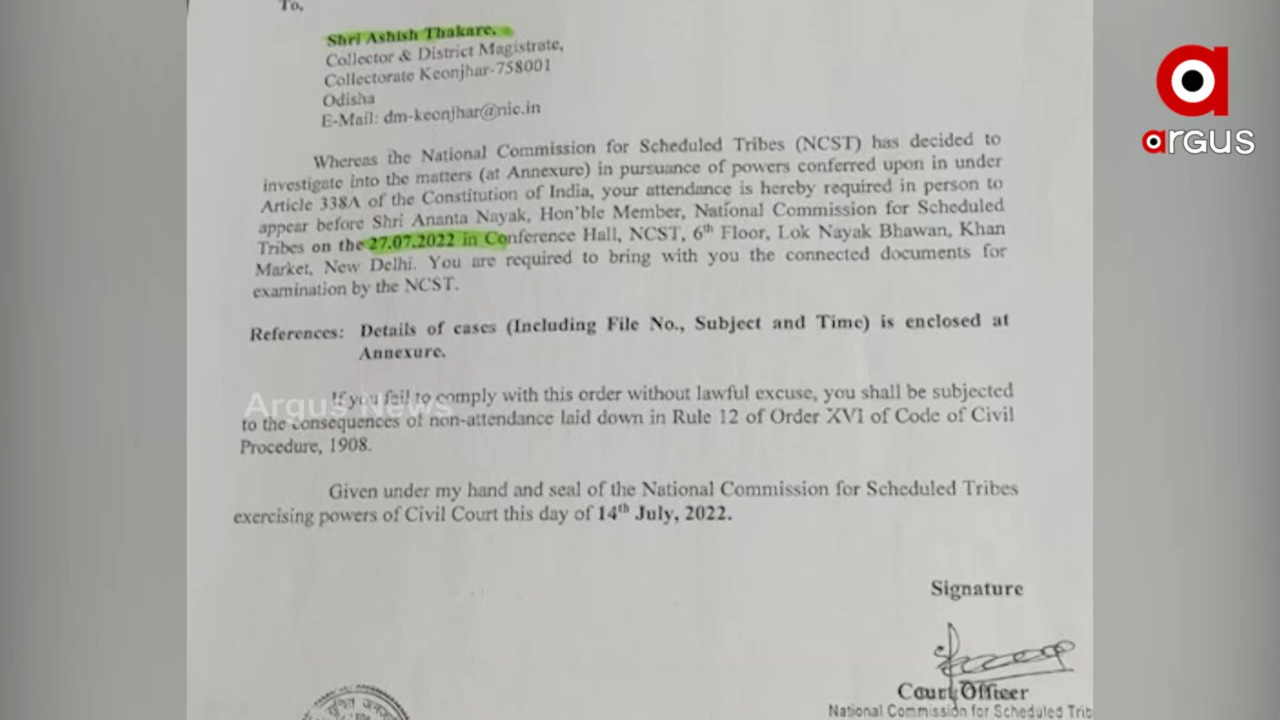 To,
Shri Ashish Thakare,
Collector & District Magistrate,
Collectorate Keonjhar-758001
Odisha
E-Mail: dm-keonjhar@nic.in
Whereas the National Commission for Scheduled Tribes (NCST) has decided to
investigate into the matters (at Annexure) in pursuance of powers conferred upon in under
Article 338A of the Constitution of India, your attendance is hereby required in person to
appear before Shri Ananta Nayak, Hon'ble Member, National Commission for Scheduled
Tribes on the 27.07.2022 in Conference Hall, NCST, 6th Floor, Lok Nayak Bhawan, Khan
Market, New Delhi. You are required to bring with you the connected documents for
examination by the NCST.
References: Details of cases (Including File No., Subject and Time) is enclosed at
Annexure.
If you fail to comply with this order without lawful excuse, you shall be subjected
to the consequences of non-attendance laid down in Rule 12 of Order XVI of Code of Civil
Procedure, 1908.
Given under my hand and seal of the National Commission for Scheduled Tribes
exercising powers of Civil Court this day of 14th July, 2022.
Signature
Court Officer
National Commission for Scheduled Trib
argus
Argus News